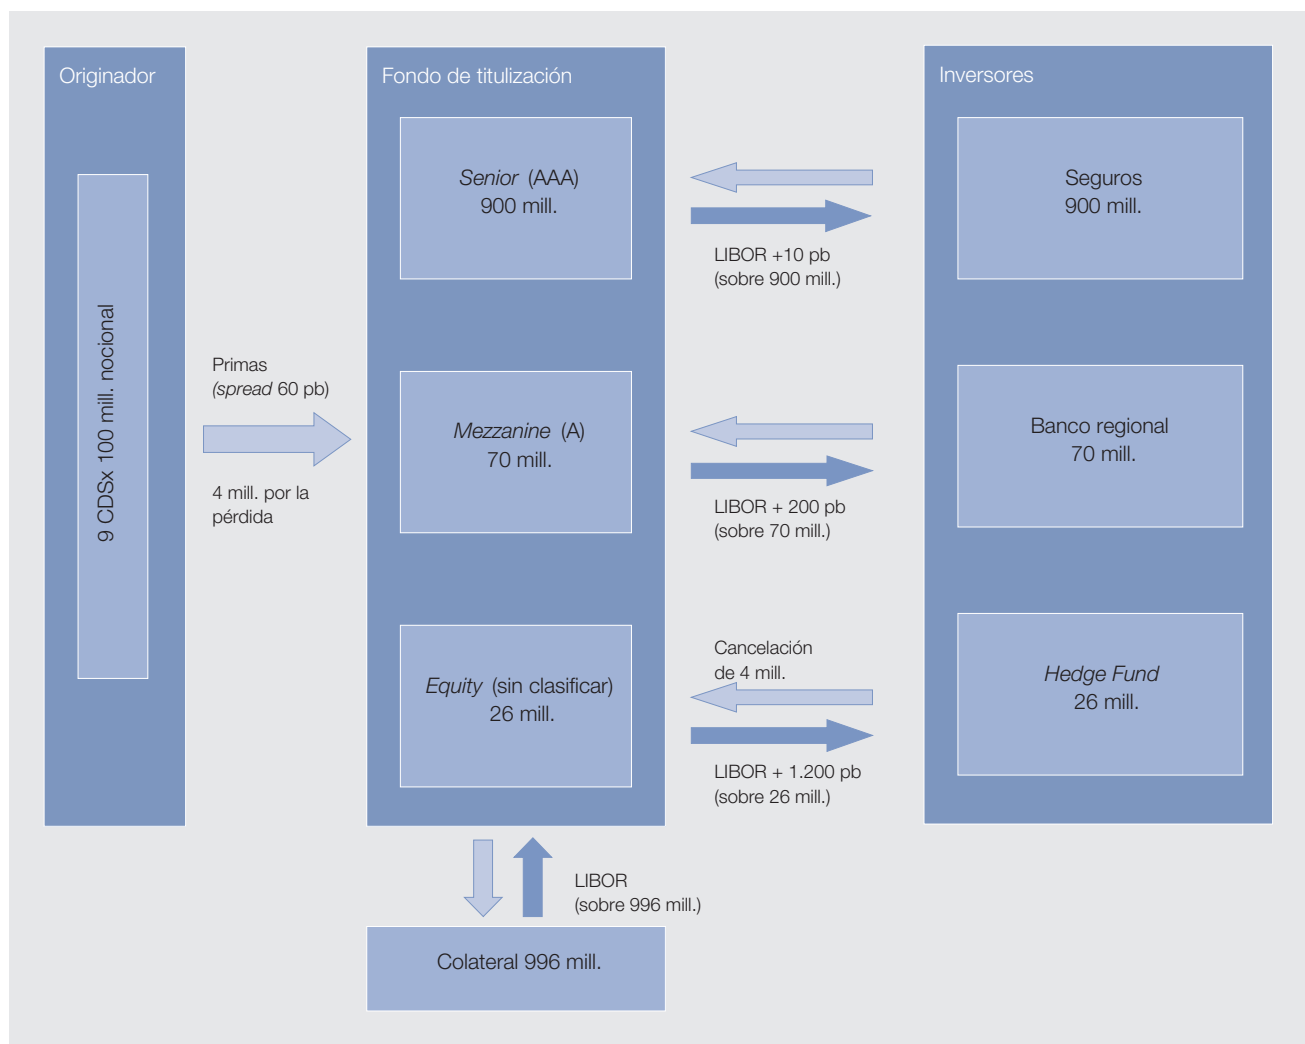 Originador
9 CDSx 100 mill. nocional
Primas
(spread 60 pb)
4 mill. por la
pérdida
Fondo de titulización
Senior (AAA)
900 mill.
Mezzanine (A)
70 mill.
Equity (sin clasificar)
26 mill.
LIBOR +10 pb
(sobre 900 mill.)
LIBOR + 200 pb
(sobre 70 mill.)
Cancelación
de 4 mill.
LIBOR + 1.200 pb
(sobre 26 mill.)
Inversores
Seguros
900 mill.
Banco regional
70 mill.
Hedge Fund
26 mill.
LIBOR
(sobre 996 mill.)
Colateral 996 mill.